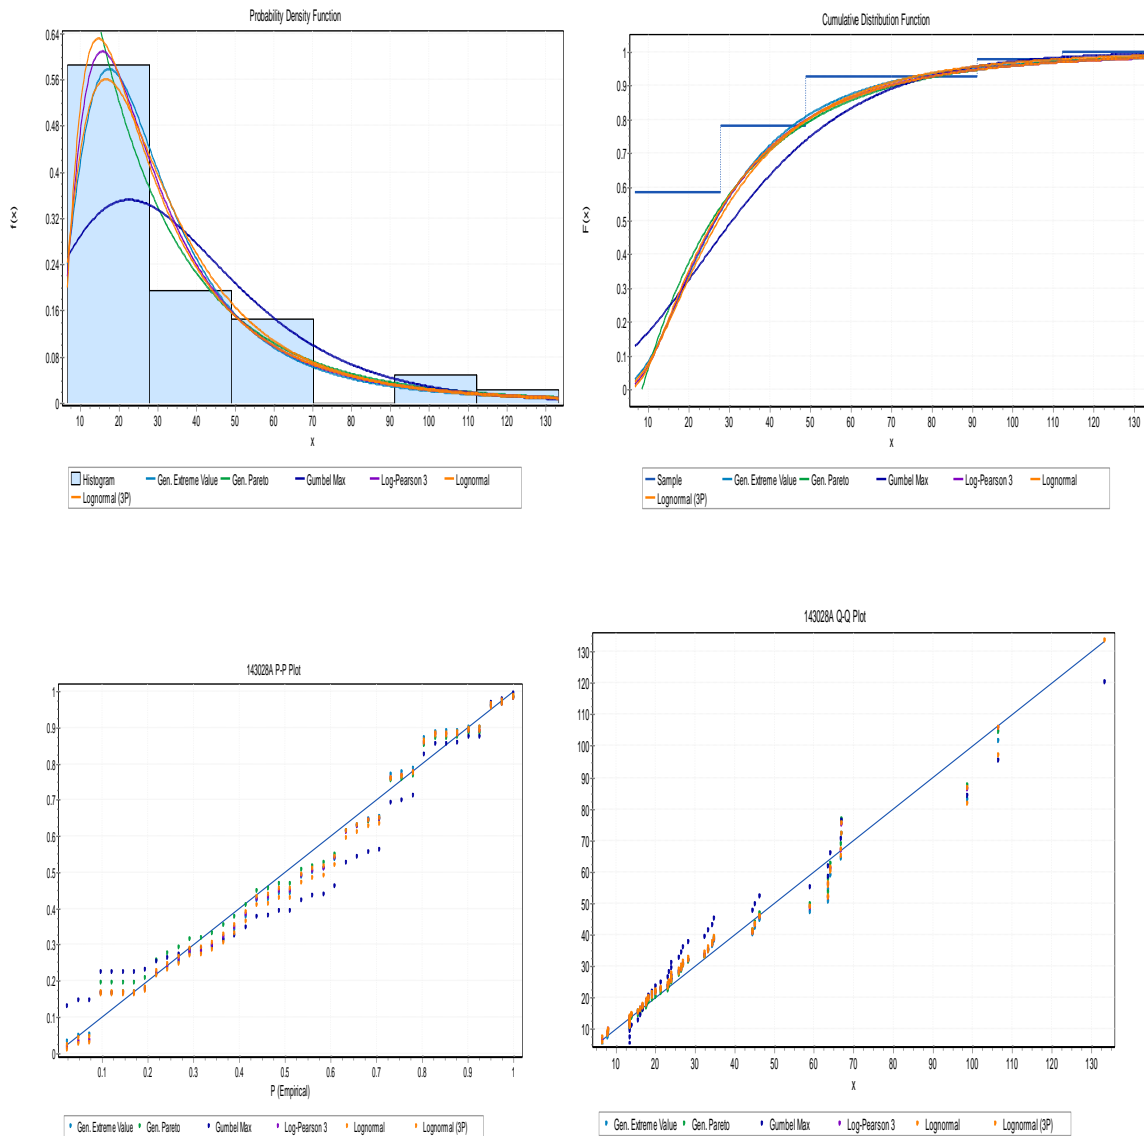 Probability Density Function
0.64
0.56
0.48
0.4
0.32
0.24
0.16
0.08
0
f(x)
10 20 30 40 50 60 70 80 90 100 110 120 130
x
Histogram Gen. Extreme Value Gen. Pareto Gumbel Max Log-Pearson 3 Lognormal
Lognormal (3P)
Cumulative Distribution Function
1
0.9
0.8
0.7
0.6
0.5
0.4
0.3
0.2
0.1
0
F(x)
10 20 30 40 50 60 70 80 90 100 110 120 130
x
Sample Gen. Extreme Value Gen. Pareto Gumbel Max Log-Pearson 3 Lognormal
Lognormal (3P)
143028A P-P Plot
1
0.9
0.8
0.7
0.6
0.5
0.4
0.3
0.2
0.1
0
0.1 0.2 0.3 0.4 0.5 0.6 0.7 0.8 0.9 1
P (Empirical)
Gen. Extreme Value Gen. Pareto Gumbel Max Log-Pearson 3 Lognormal Lognormal (3P)
143028A Q-Q Plot
130
120
110
100
90
80
70
60
50
40
30
20
10
10 20 30 40 50 60 70 80 90 100 110 120 130
x
Gen. Extreme Value Gen. Pareto Gumbel Max Log-Pearson 3 Lognormal Lognormal (3P)